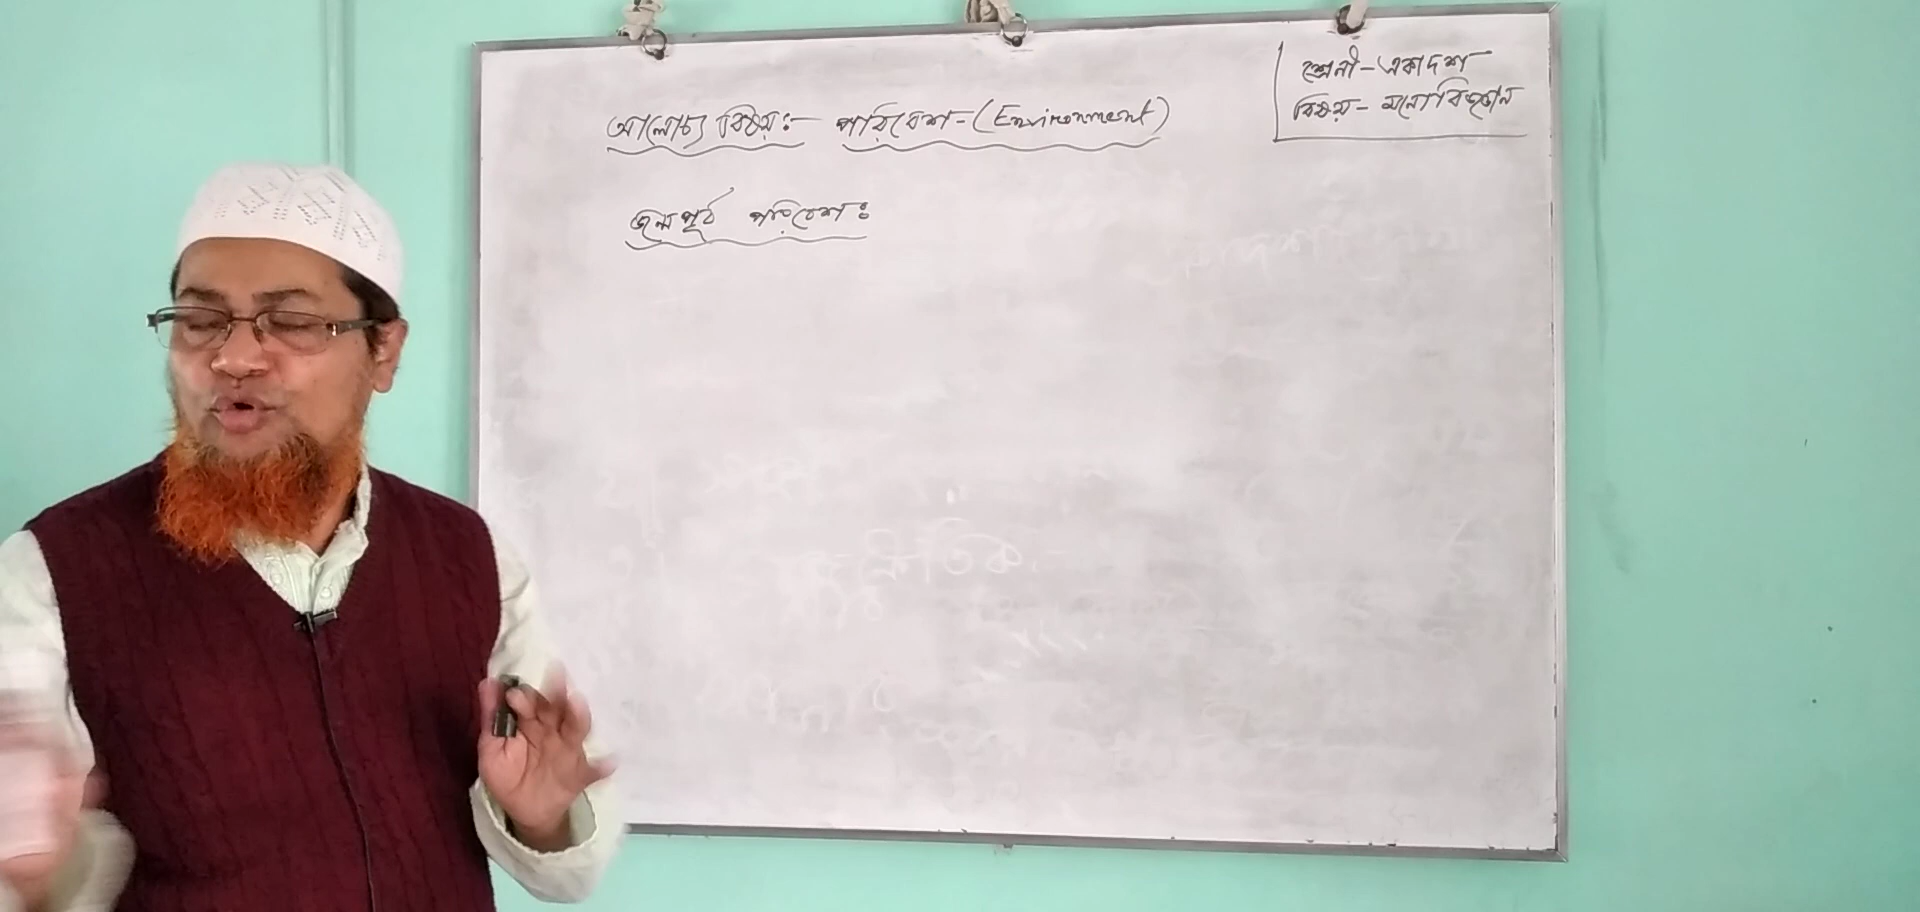 শ্রেনী - একাদশ
বিষয় - মনোবিজ্ঞান
আলোচ্য বিষয়ঃ- পরিবেশ - (Environment)
জন্মপূর্ব পরিবেশঃ